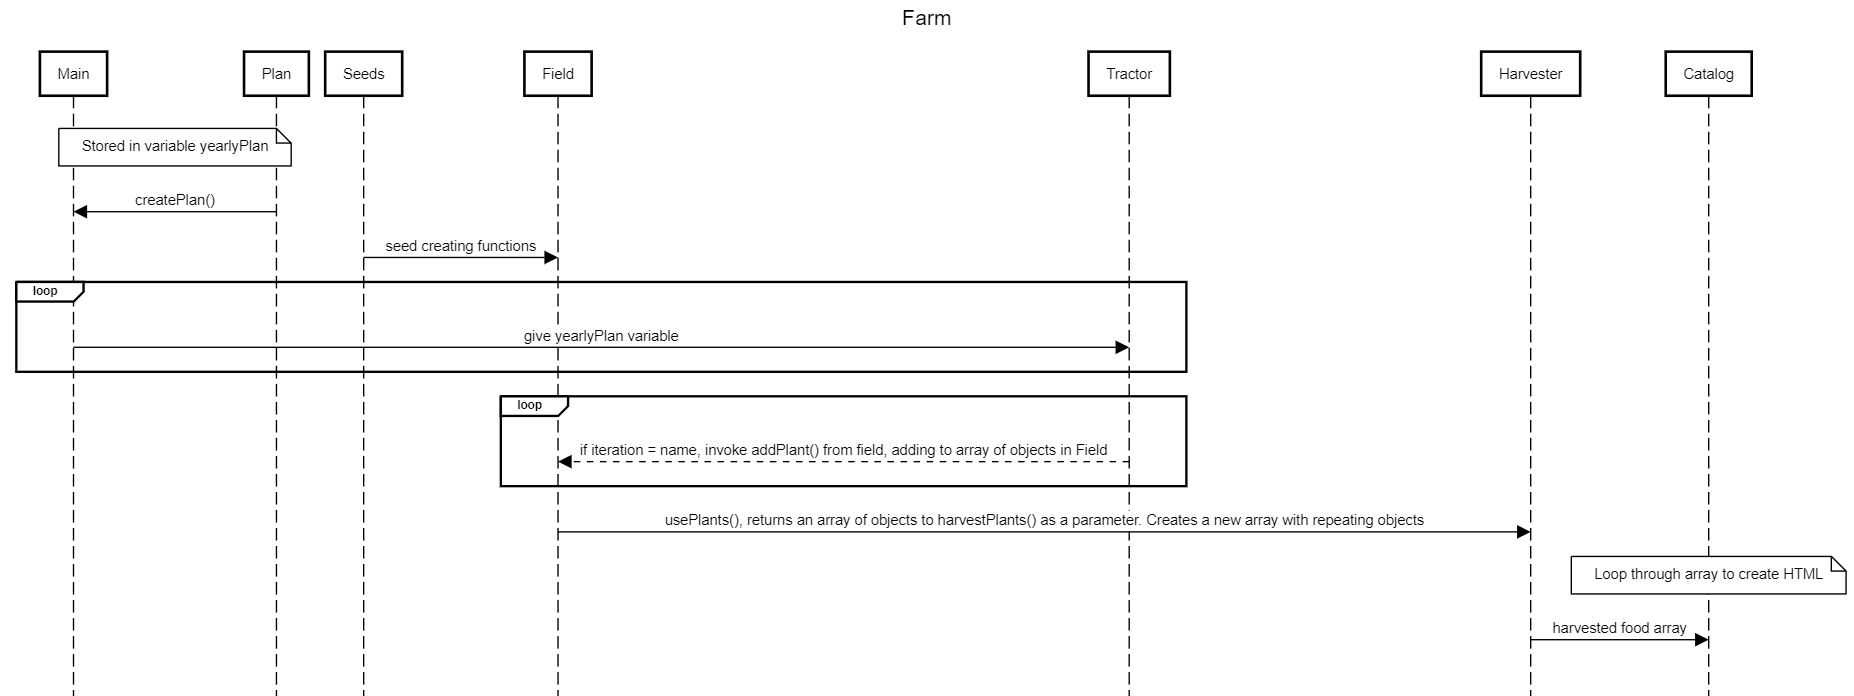 Farm
Main
Plan
Seeds
Field
Tractor
Harvester
Catalog
Stored in variable yearlyPlan
createPlan()
seed creating functions
loop
give yearlyPlan variable
loop
if iteration = name, invoke addPlant() from field, adding to array of objects in Field
usePlants(), returns an array of objects to harvestPlants() as a parameter. Creates a new array with repeating objects
Loop through array to create HTML
harvested food array